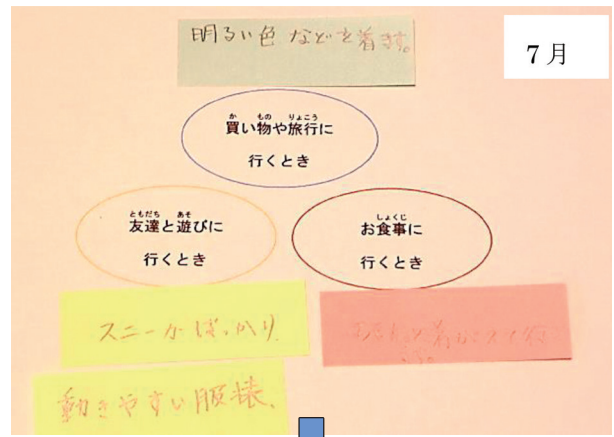 明るい色などを着ます。
7月
買い物や旅行に
行くとき
友達と遊びに
行くとき
お食事に
行くとき
スニーカばっかり
動きやすい服装、